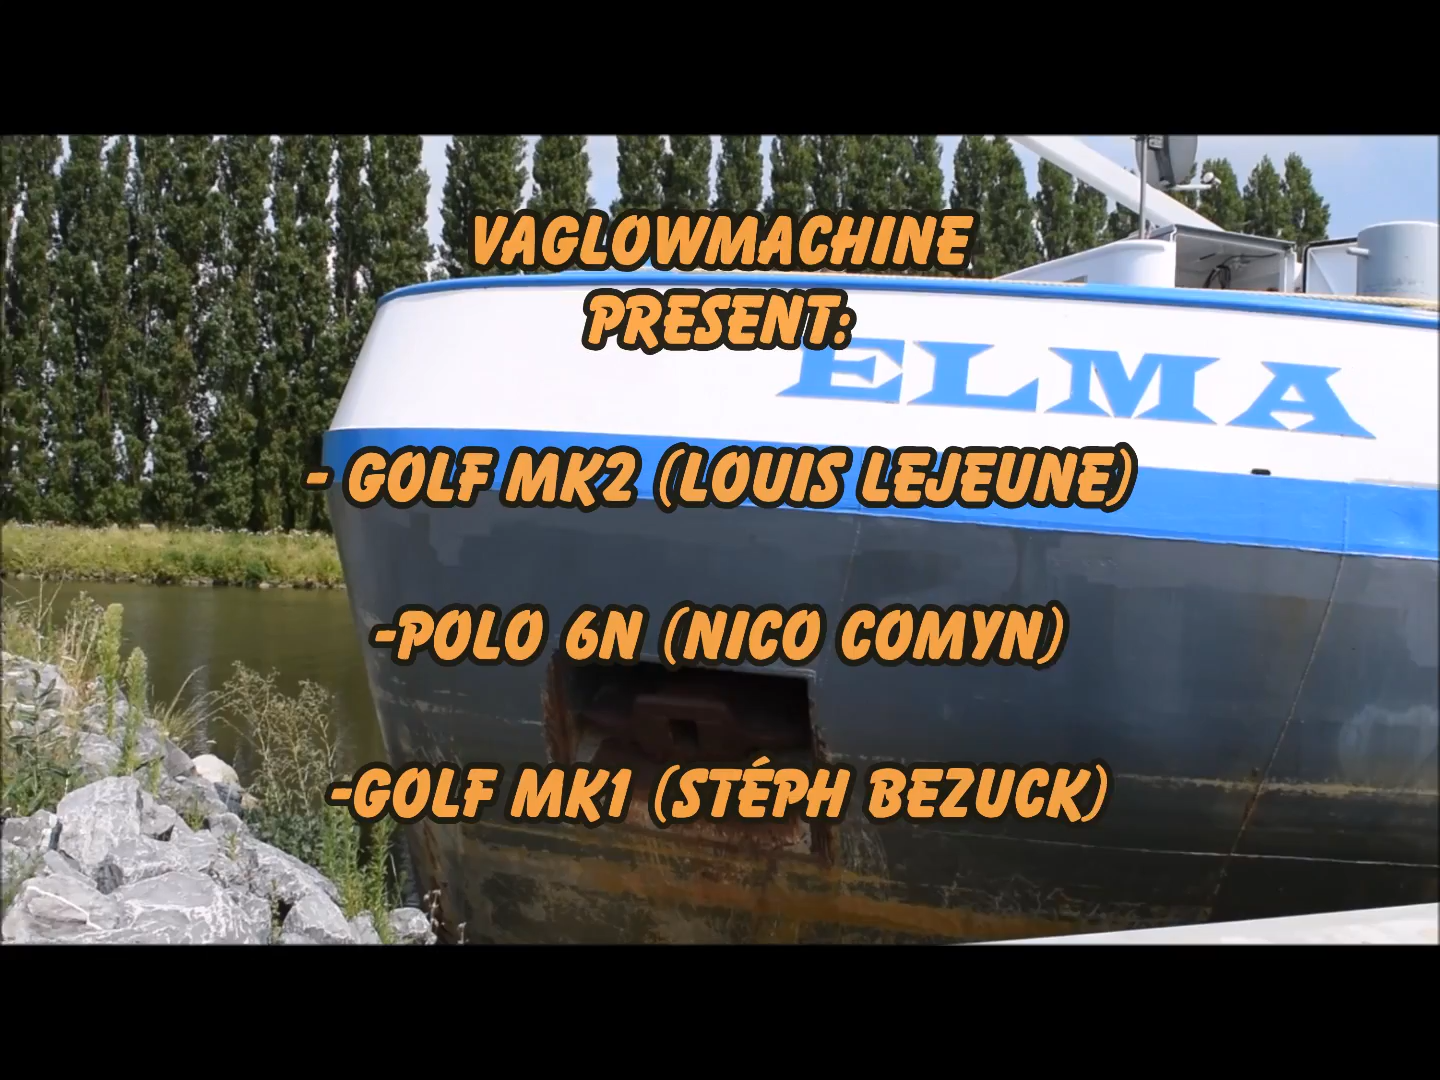 VAGLOWMACHINE
PRESENT:
ELMA
- GOLF MK2 (LOUIS LEJEUNE)
-POLO 6N (NICO COMYN)
-GOLF MK1 (STÉPH BEZUCK)